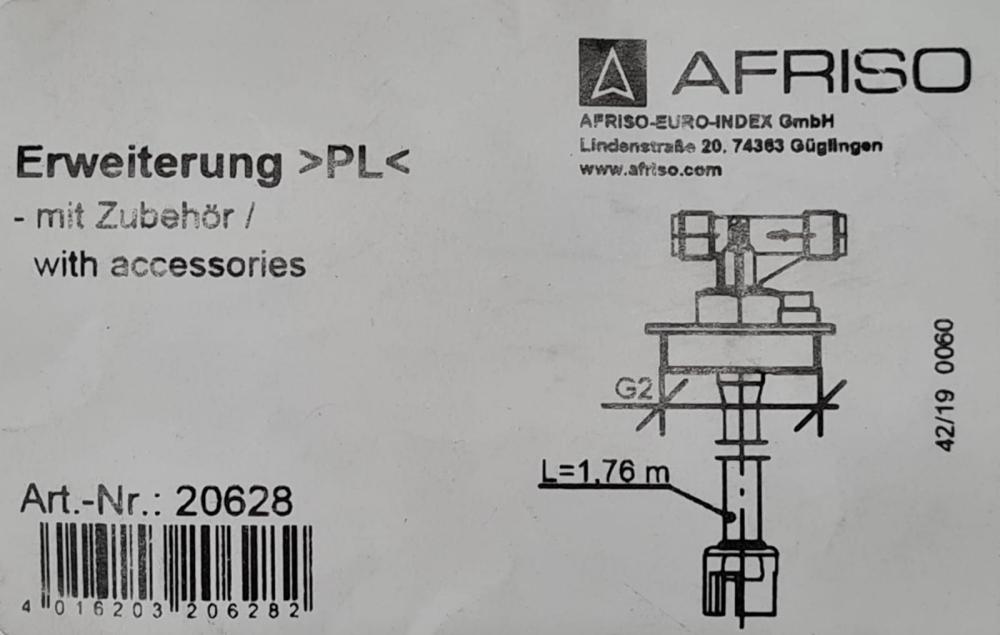 AFRISO
AFRISO-EURO-INDEX GmbH
Lindenstraße 20, 74363 Güglingen
www.afriso.com
Erweiterung >PL<
- mit Zubehör /
with accessories
G2
42/19 0060
L=1,76 m
Art.-Nr.: 20628
4 016203 206282